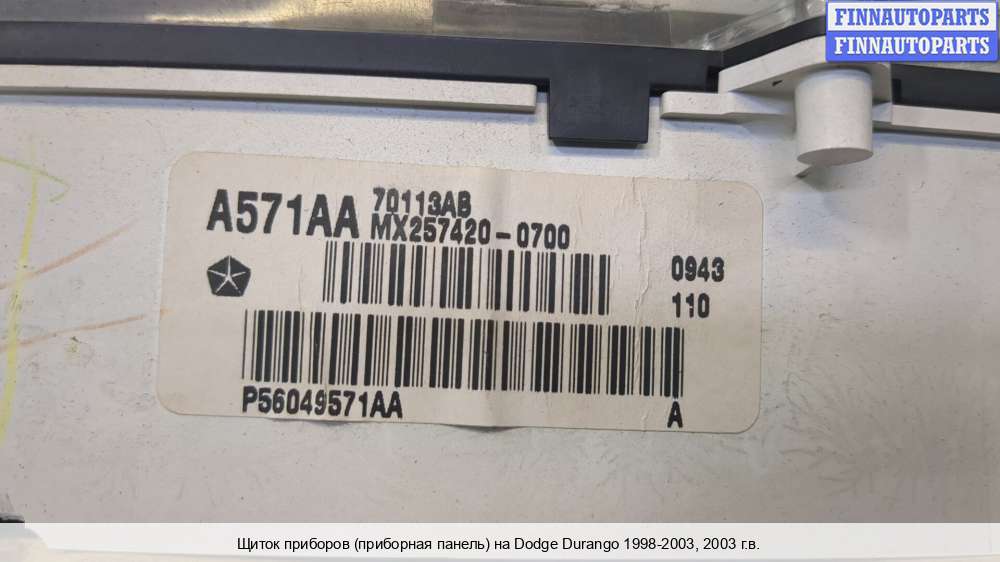 FINNAUTOPARTS
FINNAUTOPARTS
A571AA
70113AB
MX257420-0700
0943
110
P56049571AA
A
Щиток приборов (приборная панель) на Dodge Durango 1998-2003, 2003 г.в.